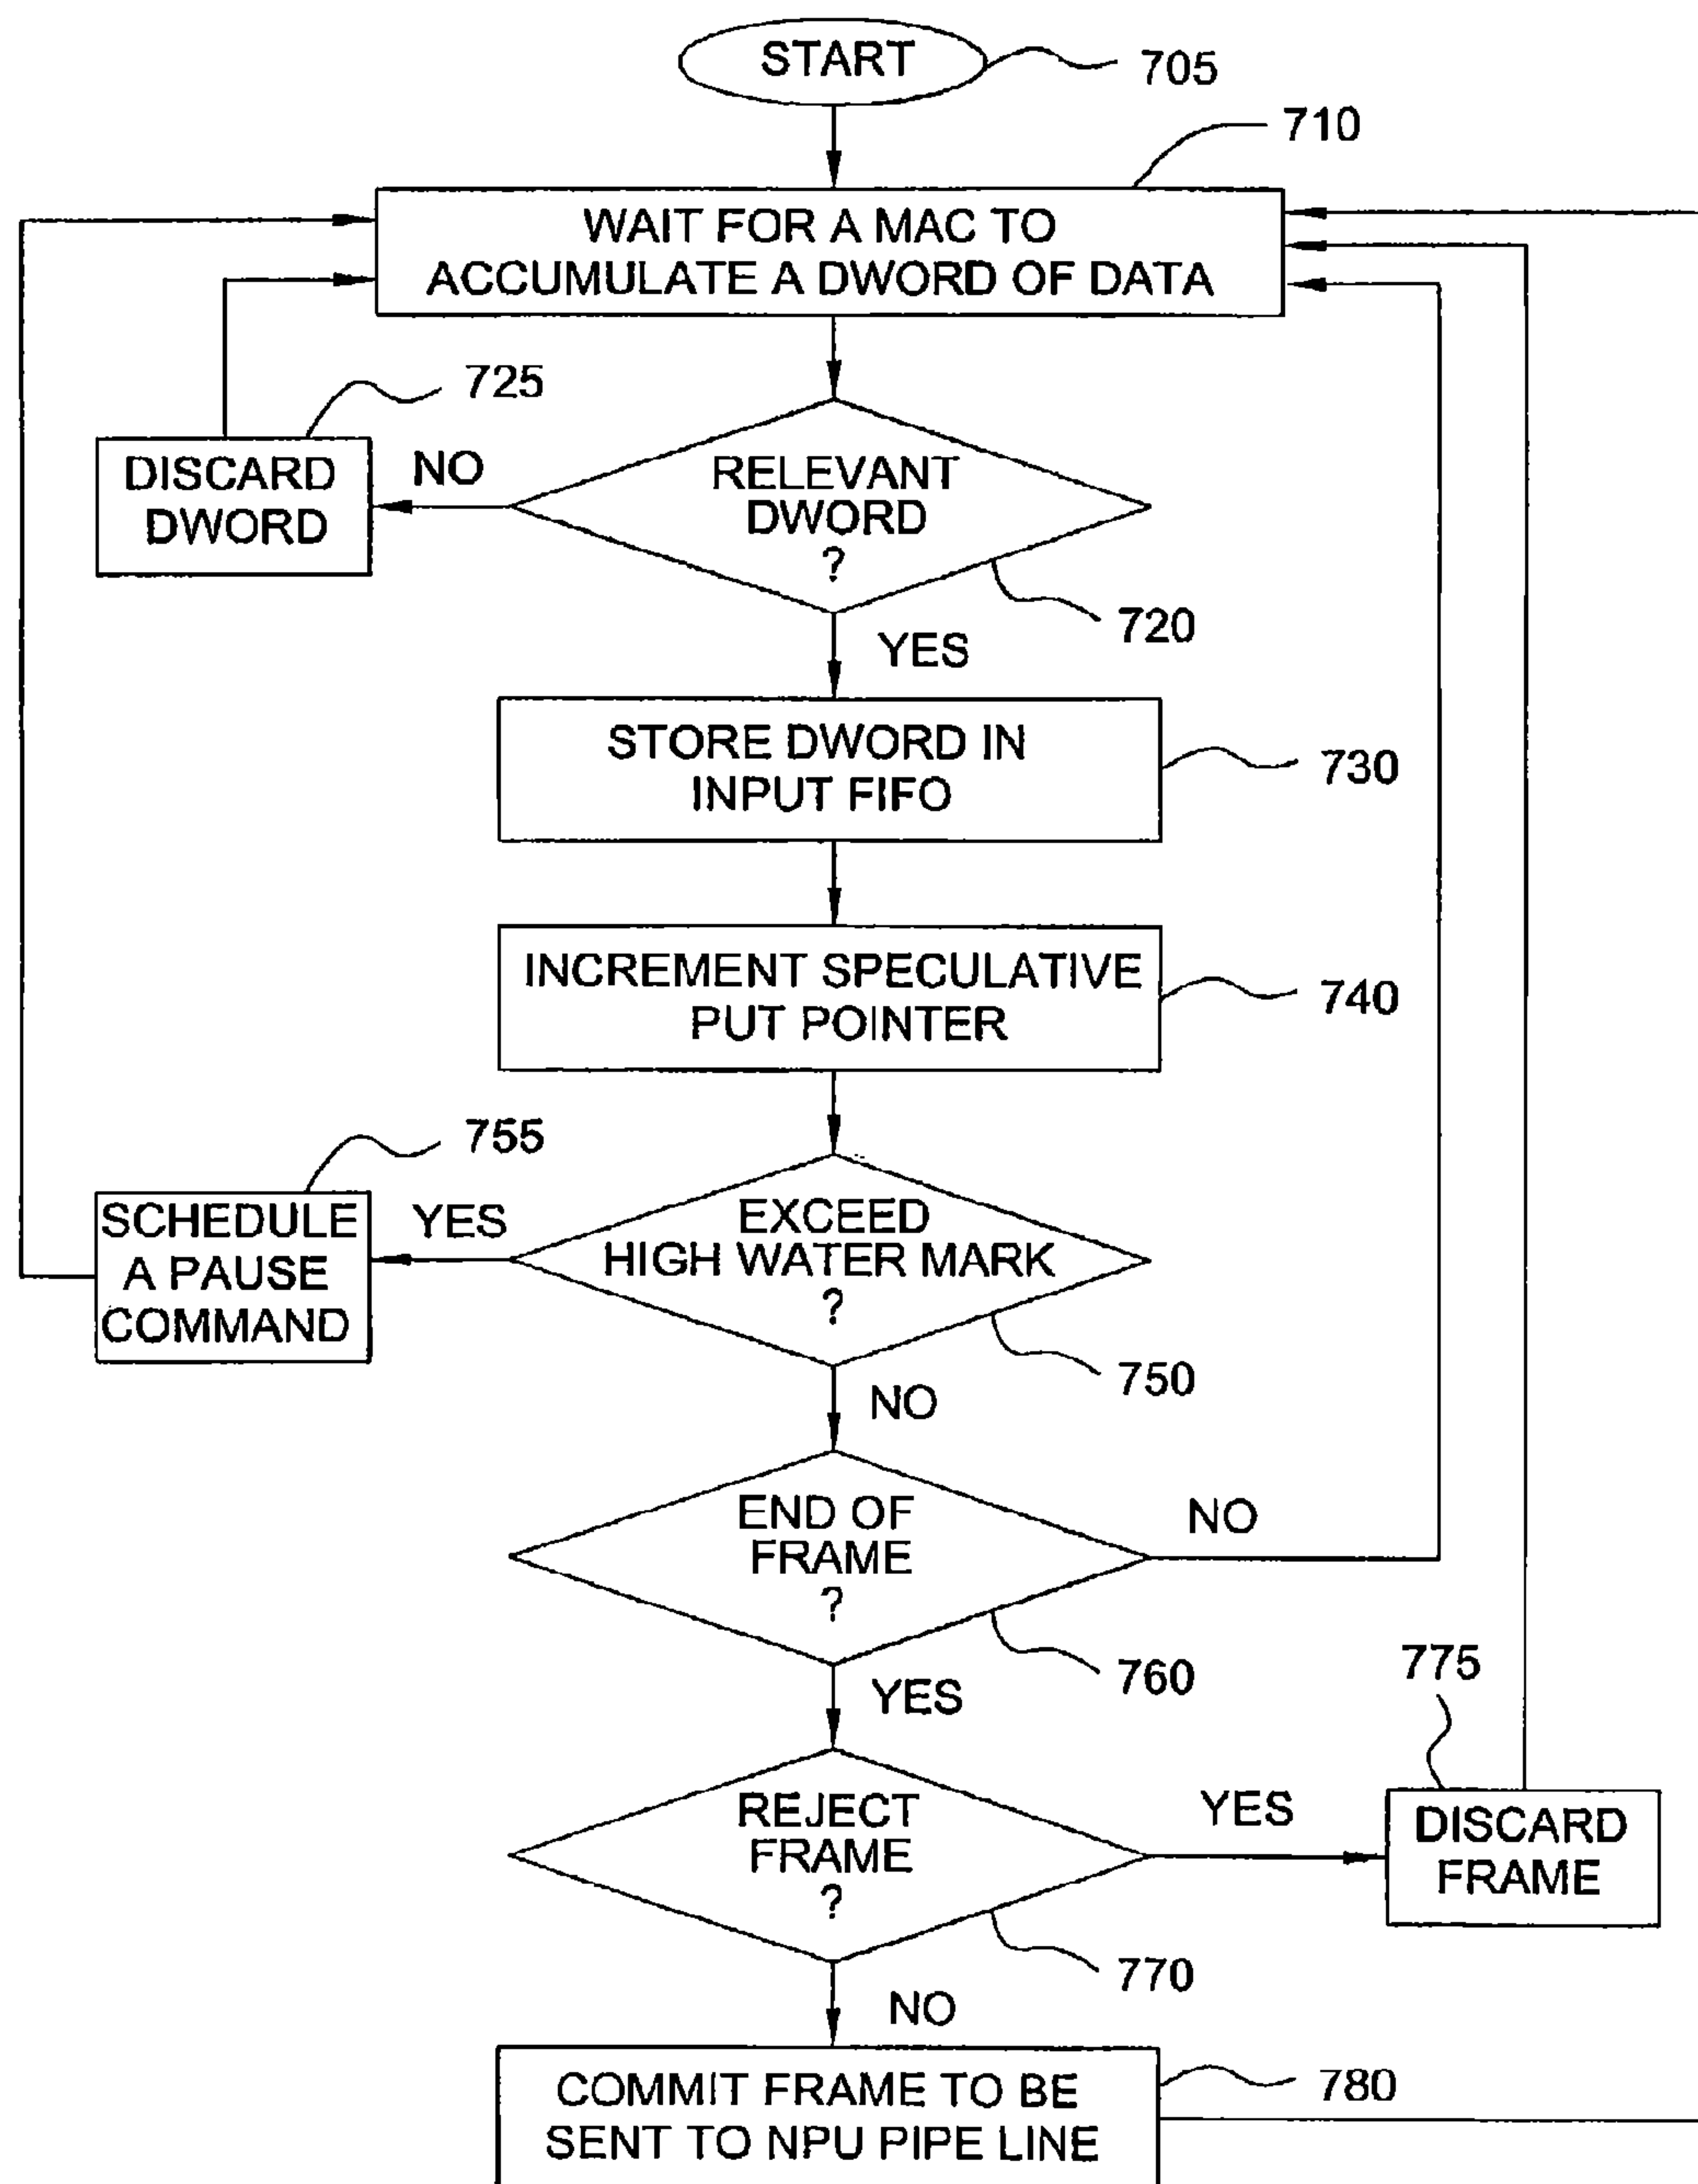 START
705
710
WAIT FOR A MAC TO
ACCUMULATE A DWORD OF DATA
725
DISCARD
DWORD
NO
RELEVANT
DWORD
?
720
YES
STORE DWORD IN
INPUT FIFO
730
INCREMENT SPECULATIVE
PUT POINTER
740
755
SCHEDULE
A PAUSE
COMMAND
YES
EXCEED
HIGH WATER MARK
?
750
NO
END OF
FRAME
?
NO
760
YES
775
REJECT
FRAME
?
YES
DISCARD
FRAME
770
NO
COMMIT FRAME TO BE
SENT TO NPU PIPE LINE
780